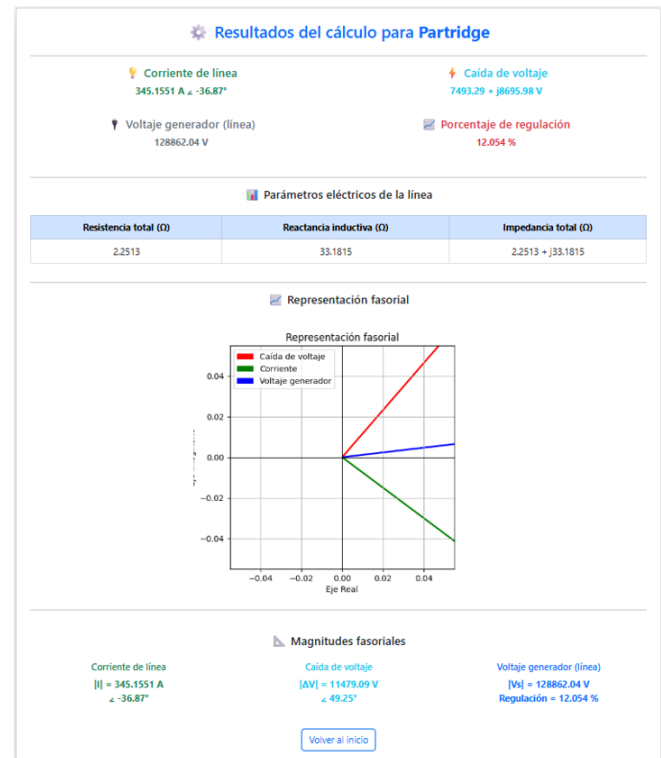 Resultados del cálculo para Partridge
Corriente de línea
345.1551 A ∠ -36.87°
Caída de voltaje
7493.29 + j8695.98 V
Voltaje generador (línea)
128862.04 V
Porcentaje de regulación
12.054 %
Parámetros eléctricos de la línea
Resistencia total (Ω) Reactancia inductiva (Ω) Impedancia total (Ω)
2.2513 33.1815 2.2513 + j33.1815
Representación fasorial
Representación fasorial
Caída de voltaje
Corriente
Voltaje generador
0.04
0.02
0.00
−0.02
−0.04
−0.04 −0.02 0.00 0.02 0.04
Eje Real
Magnitudes fasoriales
Corriente de línea
|I| = 345.1551 A
∠ -36.87°
Caída de voltaje
|ΔV| = 11479.09 V
∠ 49.25°
Voltaje generador (línea)
|Vs| = 128862.04 V
Regulación = 12.054 %
Volver al inicio